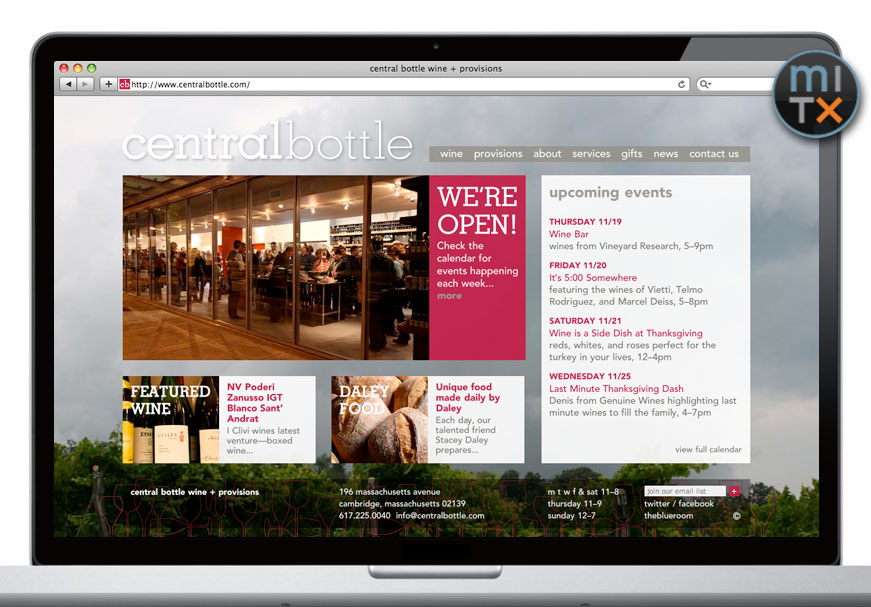 central bottle wine + provisions
cb http://www.centralbottle.com/
MITX
centralbottle
wine provisions about services gifts news contact us
WE'RE
OPEN!
Check the
calendar for
events happening
each week...
more
upcoming events
THURSDAY 11/19
Wine Bar
wines from Vineyard Research, 5–9pm
FRIDAY 11/20
It's 5:00 Somewhere
featuring the wines of Vietti, Telmo
Rodriguez, and Marcel Deiss, 5–8pm
SATURDAY 11/21
Wine is a Side Dish at Thanksgiving
reds, whites, and roses perfect for the
turkey in your lives, 12–4pm
WEDNESDAY 11/25
Last Minute Thanksgiving Dash
Denis from Genuine Wines highlighting last
minute wines to fill the family, 4–7pm
view full calendar
FEATURED
WINE
NV Poderi
Zanusso IGT
Blanco Sant'
Andrat
I Clivi wines latest
venture—boxed
wine...
DALEY
FOOD
Unique food
made daily by
Daley
Each day, our
talented friend
Stacey Daley
prepares...
central bottle wine + provisions
196 massachusetts avenue
cambridge, massachusetts 02139
617.225.0040 info@centralbottle.com
m t w f & sat 11–8
thursday 11–9
sunday 12–7
join our email list +
twitter / facebook
theblueroom ©